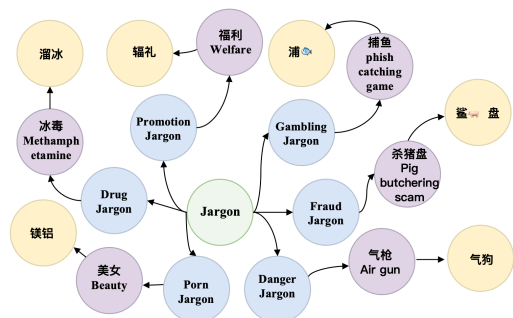 溜冰
辐礼
福利
Welfare
浦🐟
捕鱼
phish
catching
game
冰毒
Methamph
etamine
Promotion
Jargon
Gambling
Jargon
杀猪盘
Pig
butchering
scam
鲨🐖 盘
Drug
Jargon
Jargon
Fraud
Jargon
镁铝
美女
Beauty
Porn
Jargon
Danger
Jargon
气枪
Air gun
气狗